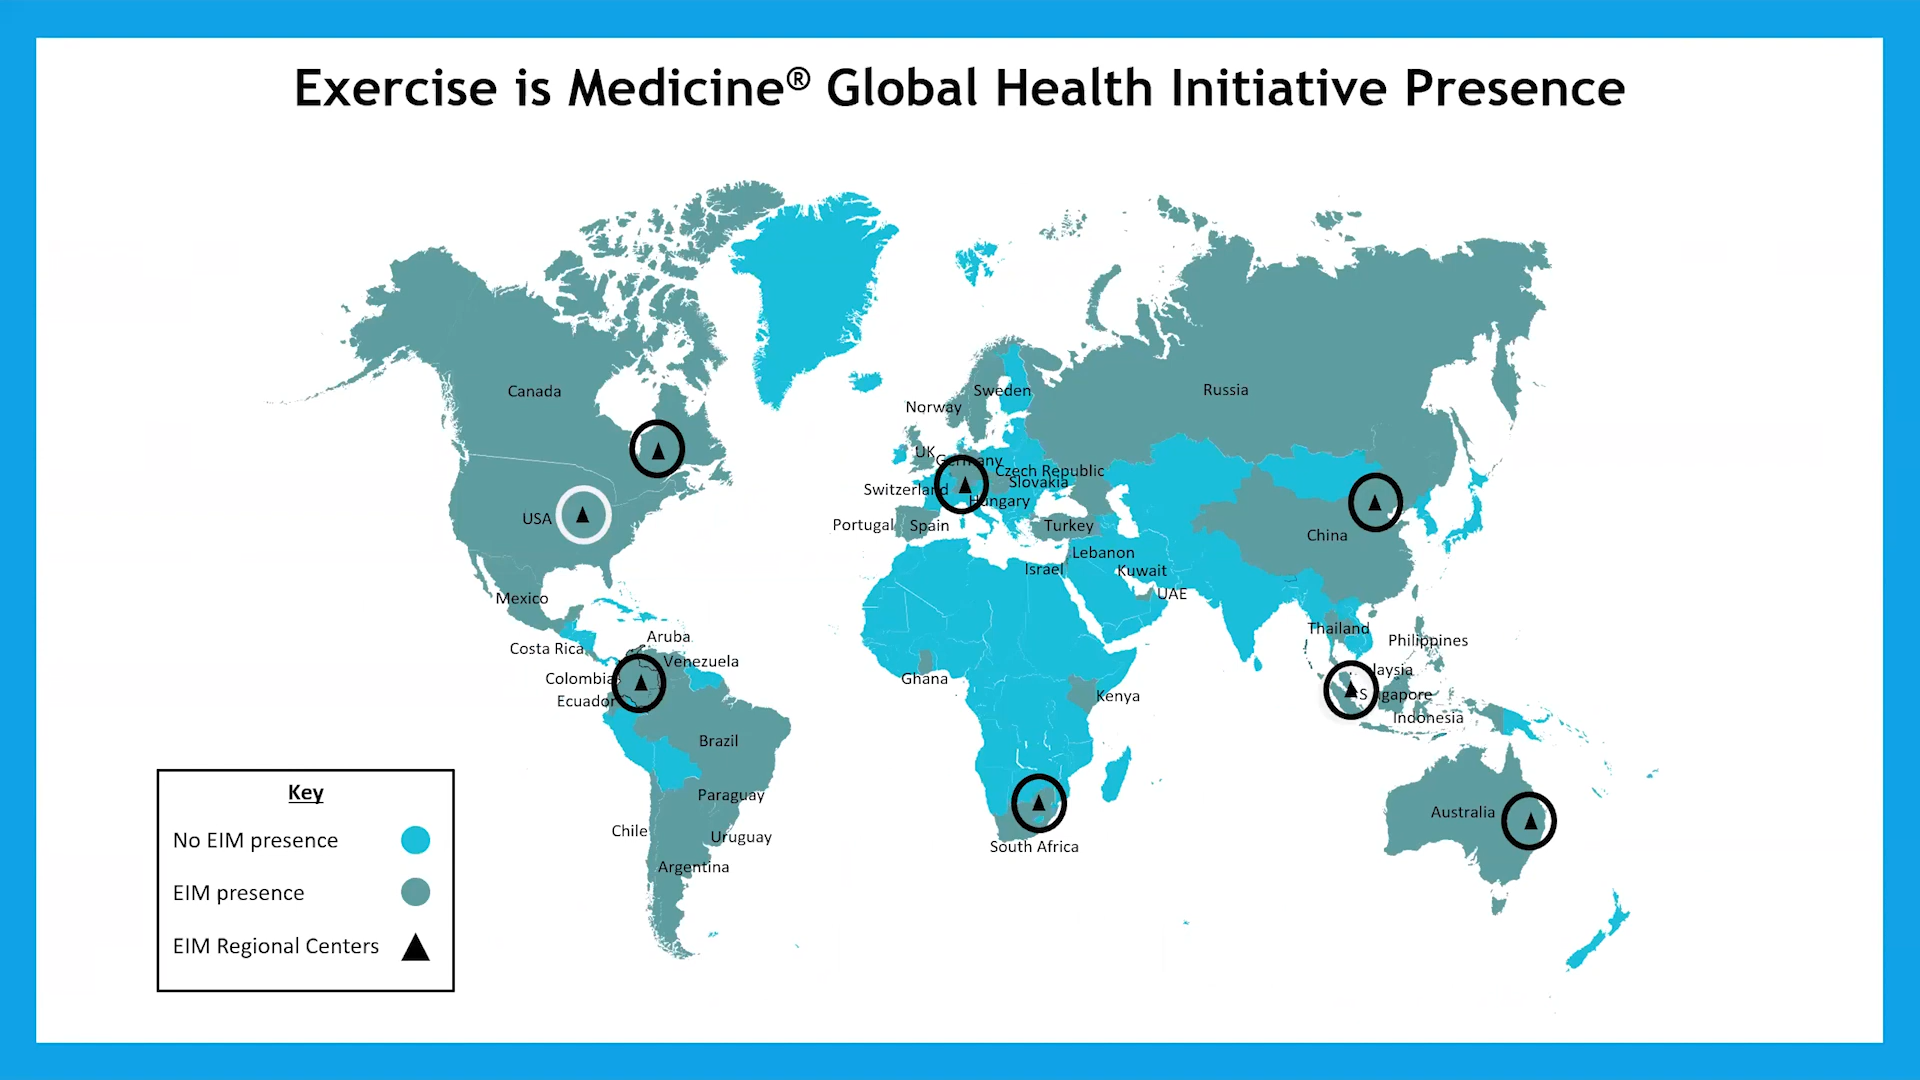 Exercise is Medicine® Global Health Initiative Presence
Canada
Sweden
Russia
Norway
UK
Germany
Czech Republic
Slovakia
Switzerland
Hungary
USA
Portugal
Spain
Turkey
China
Lebanon
Israel
Kuwait
UAE
Mexico
Thailand
Aruba
Philippines
Costa Rica
Venezuela
laysia
Colombia
Ghana
Kenya
Ecuador
Indonesia
Brazil
Paraguay
Chile
Uruguay
Australia
South Africa
Argentina
Key
No EIM presence
EIM presence
EIM Regional Centers